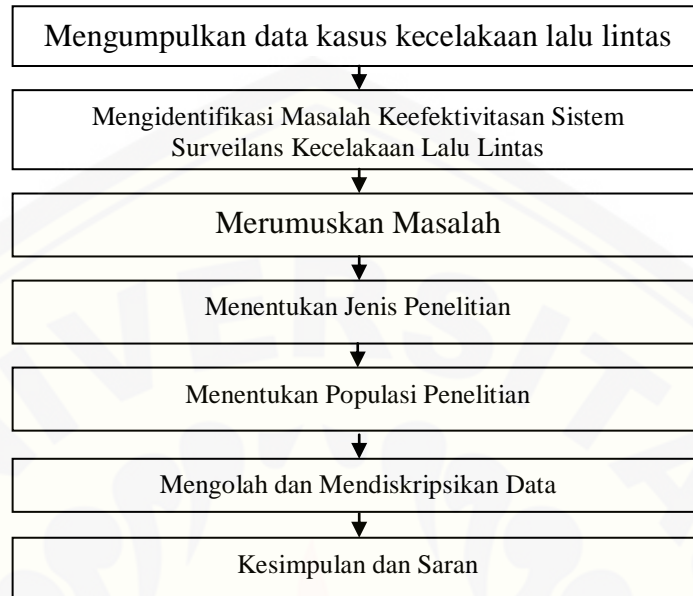 Mengumpulkan data kasus kecelakaan lalu lintas
Mengidentifikasi Masalah Keefektivitasan Sistem
Surveilans Kecelakaan Lalu Lintas
Merumuskan Masalah
Menentukan Jenis Penelitian
Menentukan Populasi Penelitian
Mengolah dan Mendiskripsikan Data
Kesimpulan dan Saran